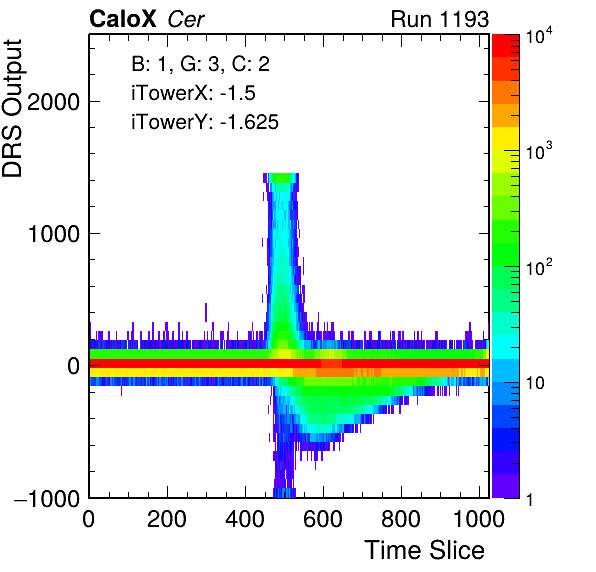 CaloX Cer Run 1193
B: 1, G: 3, C: 2
iTowerX: -1.5
iTowerY: -1.625
DRS Output
2000
1000
0
−1000
0 200 400 600 800 1000
Time Slice
10^4
10^3
10^2
10
1